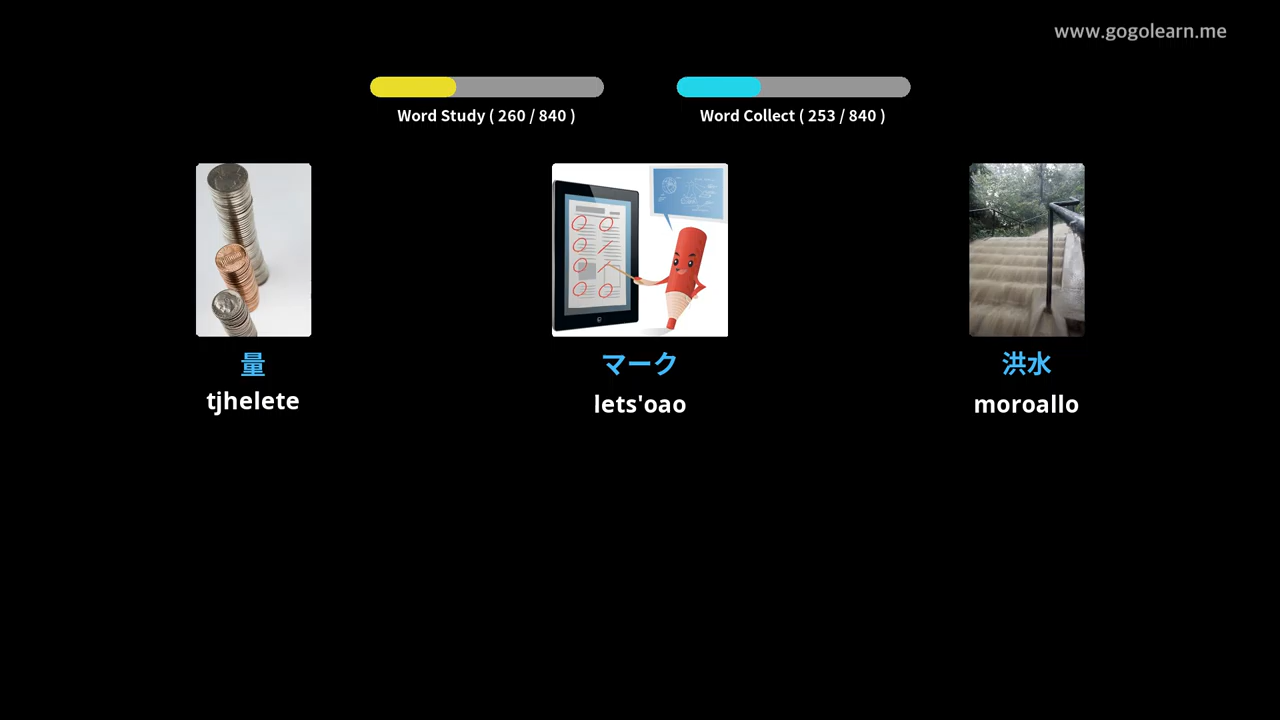 www.gogolearn.me
Word Study ( 260 / 840 )
Word Collect ( 253 / 840 )
量
tjhelete
マーク
lets'oao
洪水
moroallo